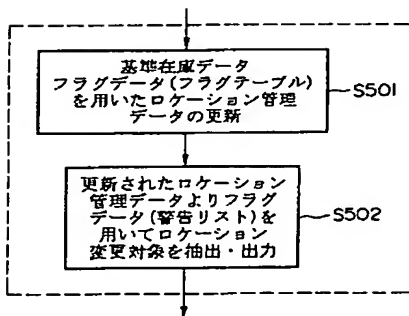 基準在庫データ
フラグデータ(フラグテーブル)
を用いたロケーション管理
データの更新
S501
更新されたロケーション
管理データよりフラグ
データ(警告リスト)を
用いてロケーション
変更対象を抽出・出力
S502